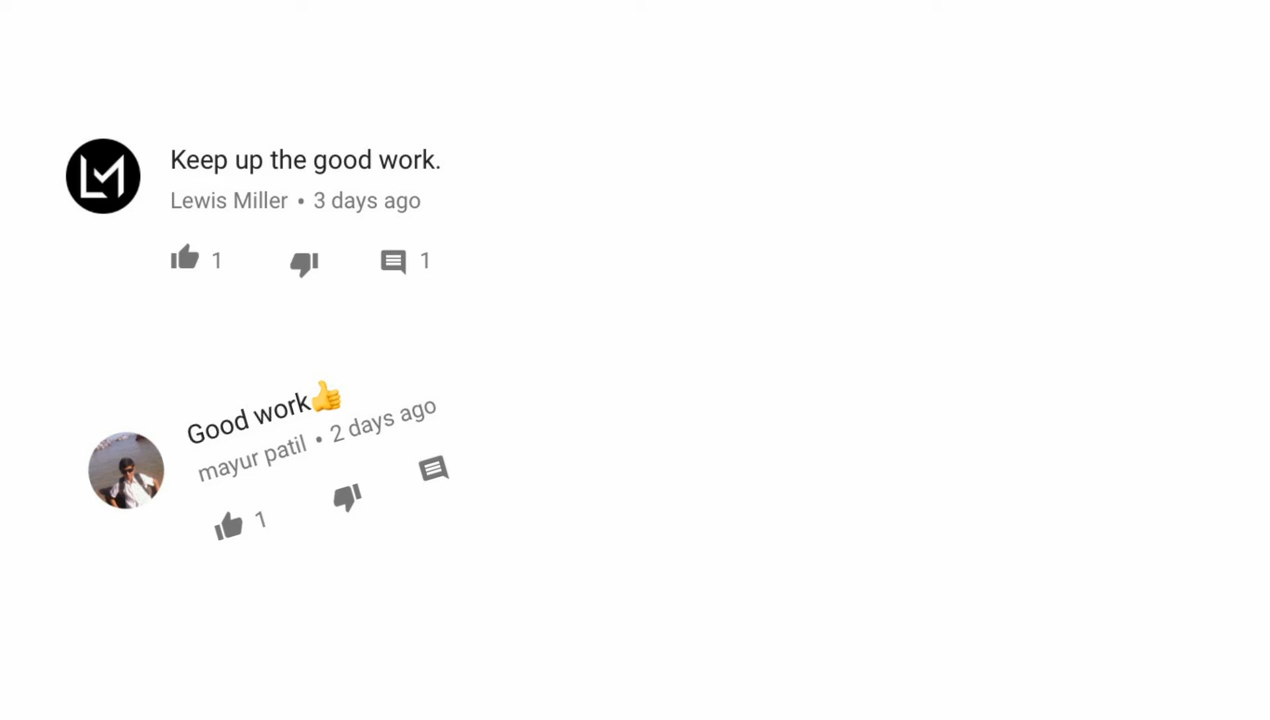 Keep up the good work.
Lewis Miller • 3 days ago
1 1
Good work👍
mayur patil • 2 days ago
1